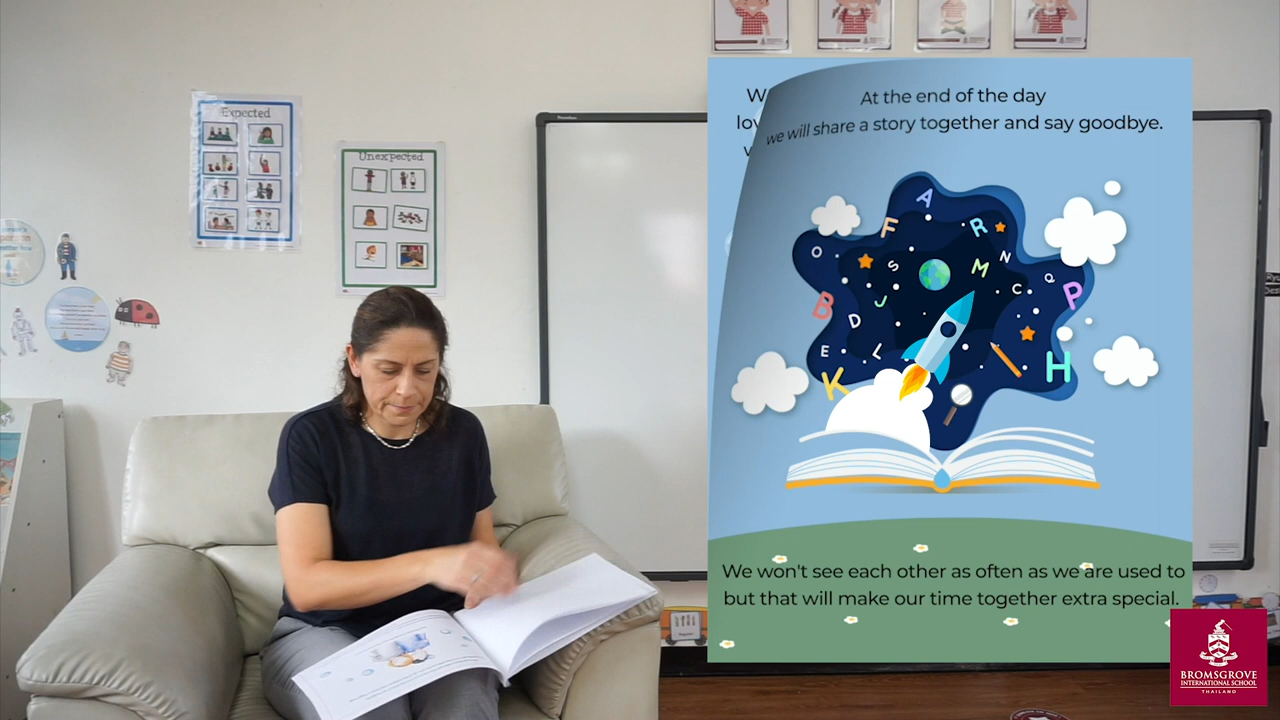 Expected
Unexpected
At the end of the day
we will share a story together and say goodbye.
A
F
R
O
S
M
N
Q
B
J
C
P
D
E
L
K
H
We won't see each other as often as we are used to
but that will make our time together extra special.
BROMSGROVE
INTERNATIONAL SCHOOL
THAILAND